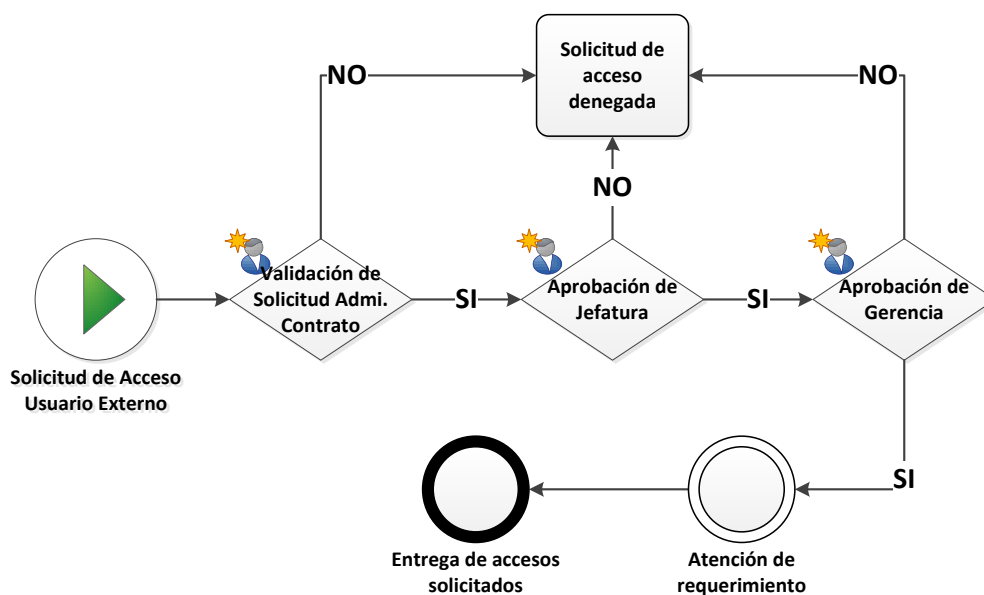 Solicitud de
acceso
denegada
NO
NO
NO
Validación de
Solicitud Admi.
Contrato
SI
Aprobación de
Jefatura
SI
Aprobación de
Gerencia
Solicitud de Acceso
Usuario Externo
SI
Entrega de accesos
solicitados
Atención de
requerimiento